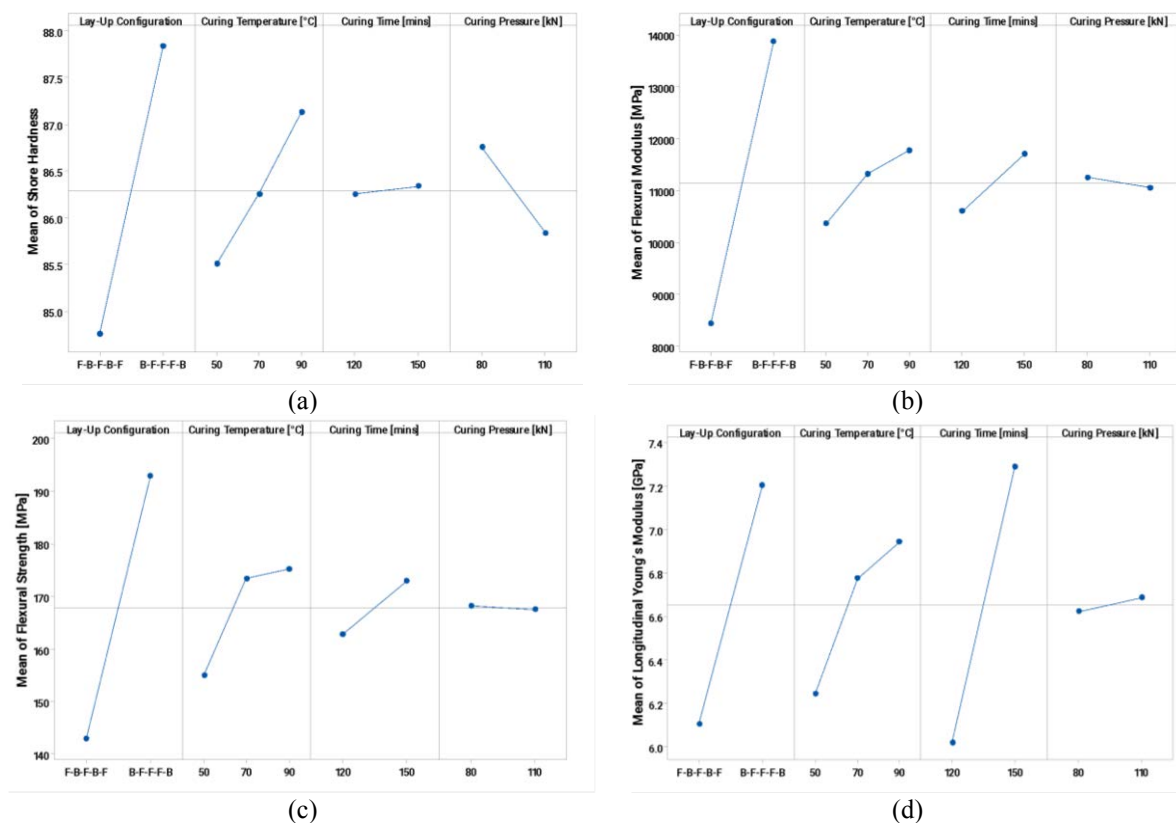 Lay-Up Configuration Curing Temperature [°C] Curing Time [mins] Curing Pressure [kN]
Mean of Shore Hardness
88.0
87.5
87.0
86.5
86.0
85.5
85.0
F-B-F-B-F B-F-F-F-B 50 70 90 120 150 80 110
(a)
Lay-Up Configuration Curing Temperature [°C] Curing Time [mins] Curing Pressure [kN]
Mean of Flexural Modulus [MPa]
14000
13000
12000
11000
10000
9000
8000
F-B-F-B-F B-F-F-F-B 50 70 90 120 150 80 110
(b)
Lay-Up Configuration Curing Temperature [°C] Curing Time [mins] Curing Pressure [kN]
Mean of Flexural Strength [MPa]
200
190
180
170
160
150
140
F-B-F-B-F B-F-F-F-B 50 70 90 120 150 80 110
(c)
Lay-Up Configuration Curing Temperature [°C] Curing Time [mins] Curing Pressure [kN]
Mean of Longitudinal Young's Modulus [GPa]
7.4
7.2
7.0
6.8
6.6
6.4
6.2
6.0
F-B-F-B-F B-F-F-F-B 50 70 90 120 150 80 110
(d)